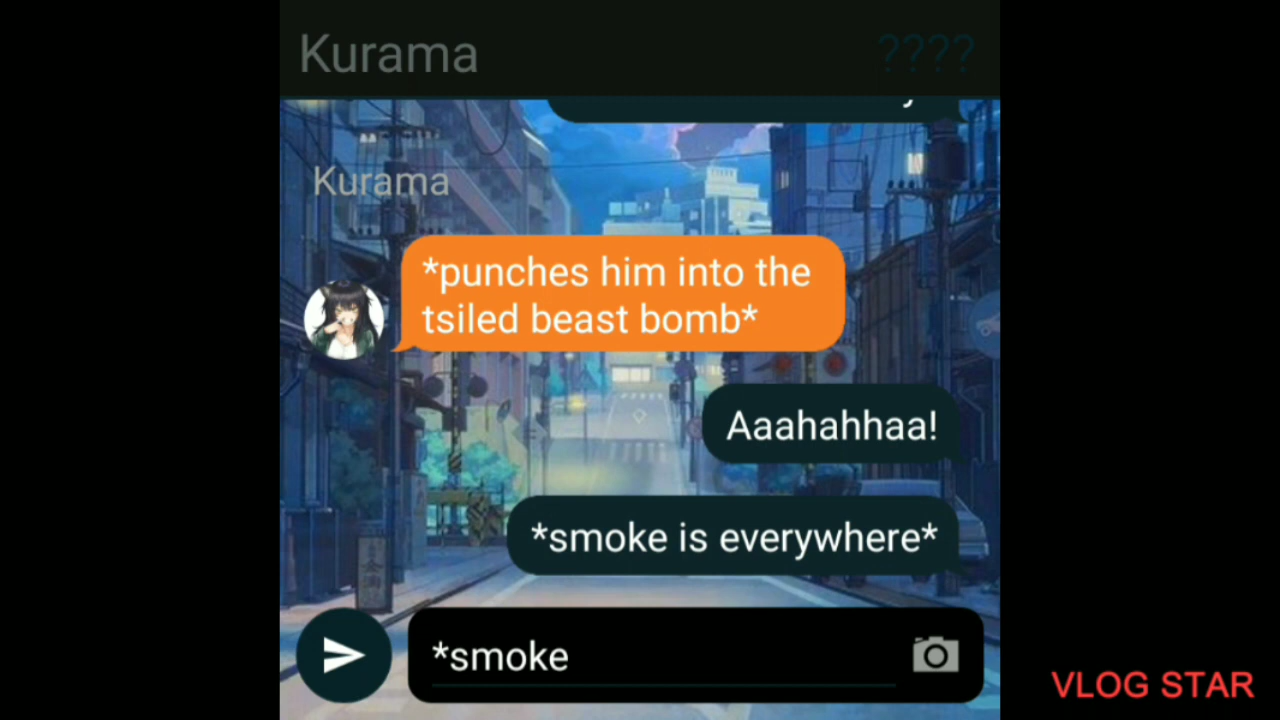 Kurama
????
Kurama
*punches him into the
tsiled beast bomb*
Aaahahhaa!
*smoke is everywhere*
*smoke
VLOG STAR